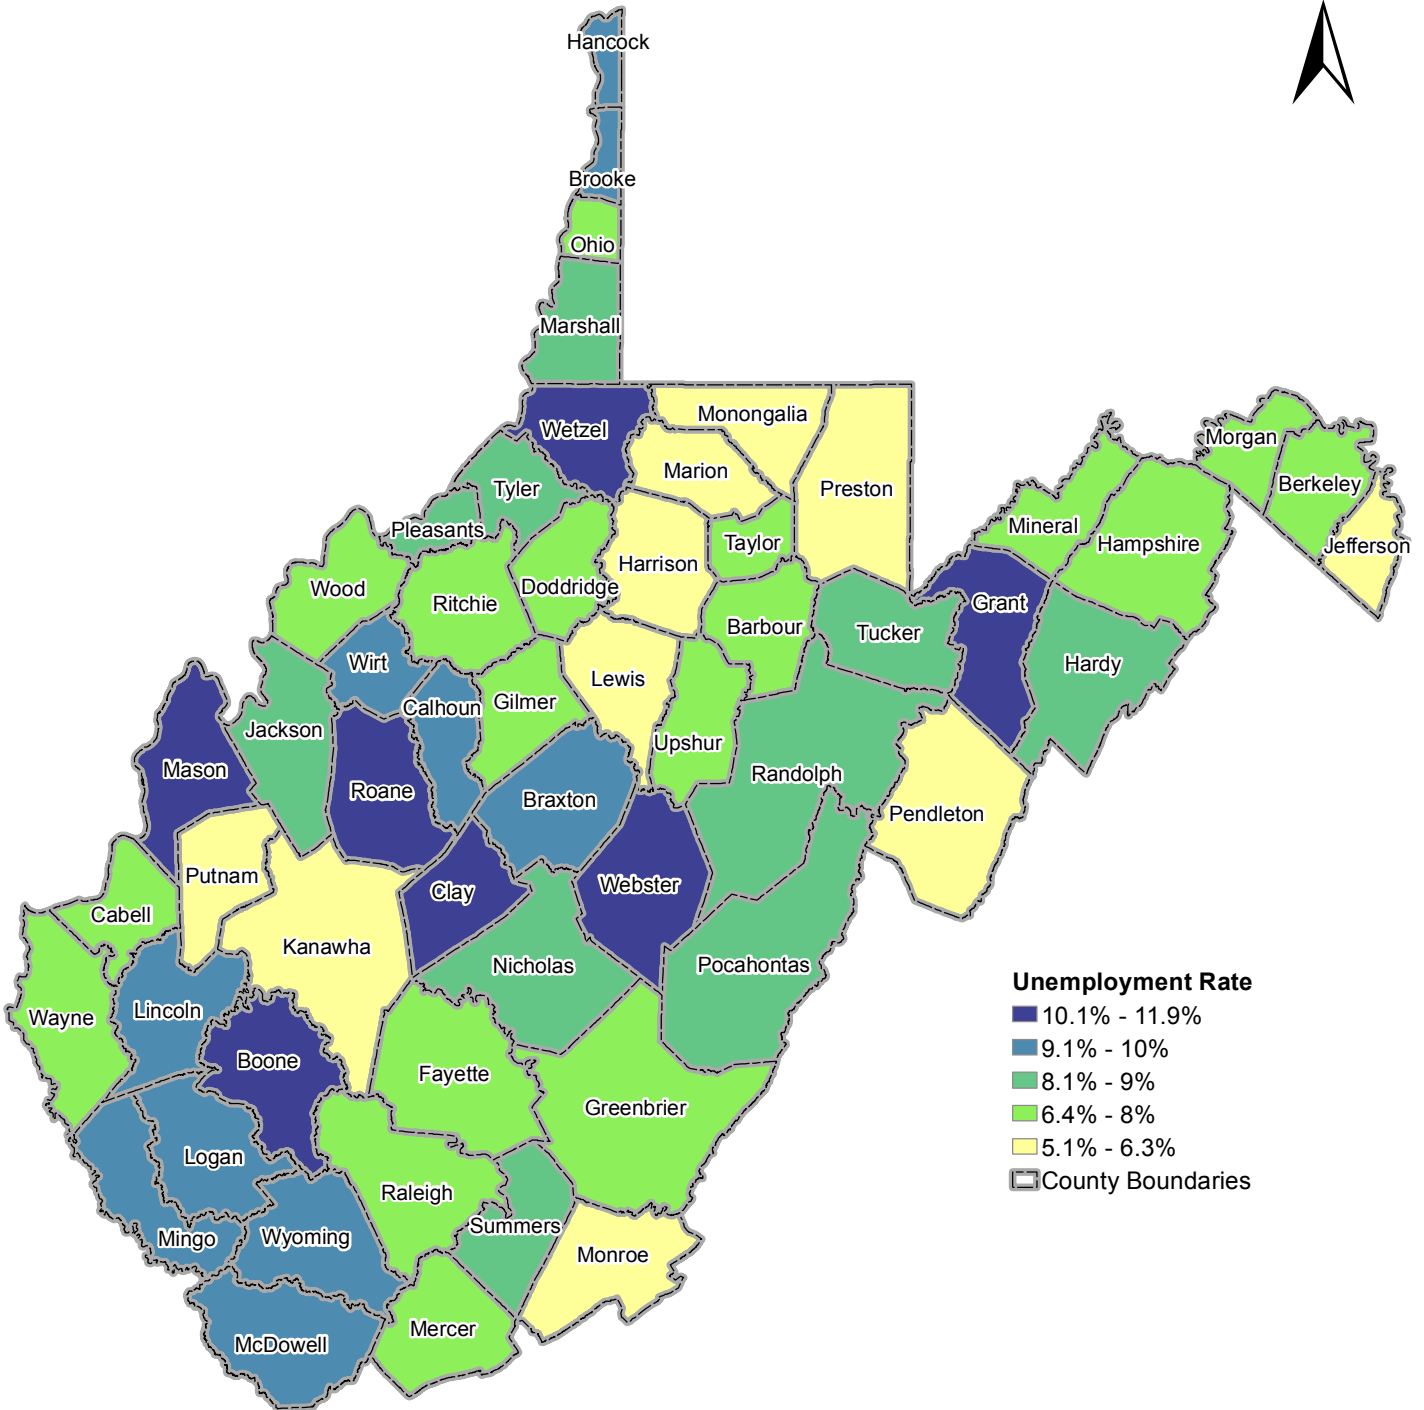 Hancock
Brooke
Ohio
Marshall
Wetzel
Monongalia
Marion
Preston
Tyler
Pleasants
Morgan
Berkeley
Jefferson
Mineral
Hampshire
Taylor
Harrison
Doddridge
Wood
Ritchie
Grant
Barbour
Tucker
Hardy
Wirt
Lewis
Calhoun
Gilmer
Jackson
Upshur
Mason
Roane
Braxton
Randolph
Pendleton
Putnam
Clay
Webster
Cabell
Kanawha
Nicholas
Pocahontas
Wayne
Lincoln
Boone
Fayette
Greenbrier
Logan
Raleigh
Summers
Mingo
Wyoming
Monroe
Mercer
McDowell
Unemployment Rate
10.1% - 11.9%
9.1% - 10%
8.1% - 9%
6.4% - 8%
5.1% - 6.3%
County Boundaries